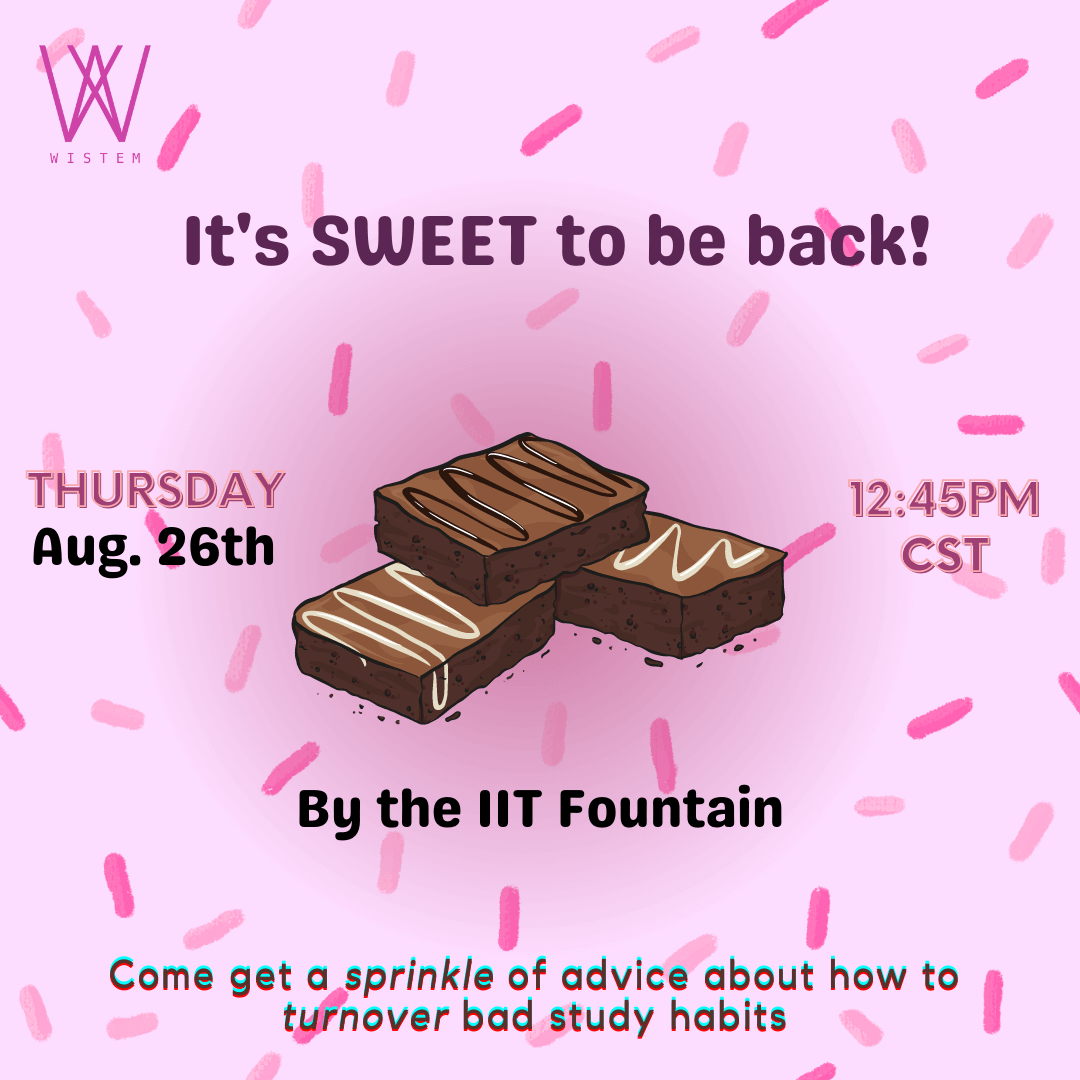 WISTEM
It's SWEET to be back!
THURSDAY
Aug. 26th
12:45PM
CST
By the IIT Fountain
Come get a sprinkle of advice about how to
turnover bad study habits